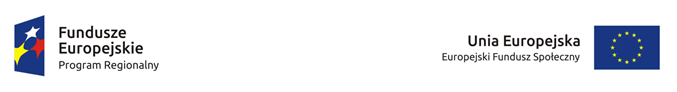 Fundusze
Europejskie
Program Regionalny
Unia Europejska
Europejski Fundusz Społeczny